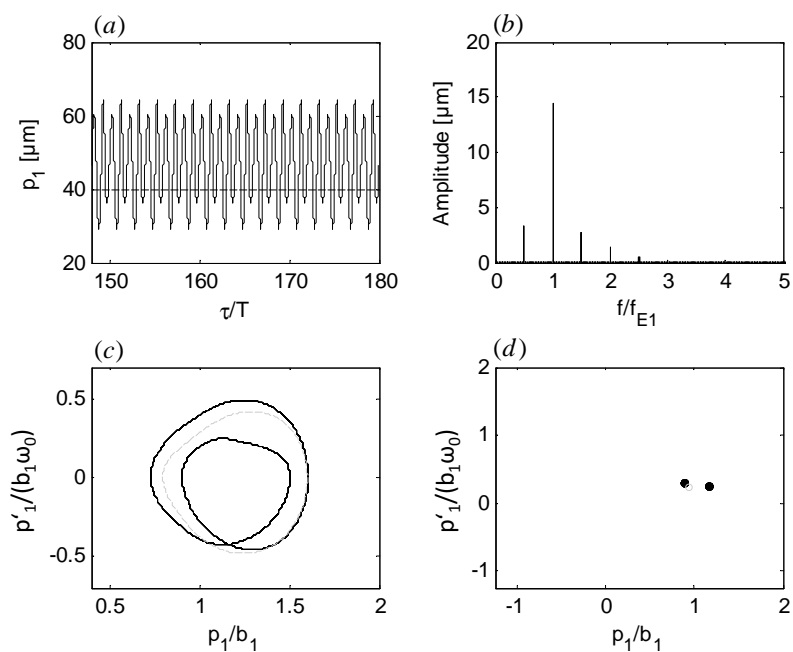 (a)
80
60
40
20
p₁ [μm]
150 160 170 180
τ/T
(b)
20
15
10
5
0
Amplitude [μm]
0 1 2 3 4 5
f/f_E1
(c)
0.5
0
-0.5
p'₁/(b₁ω₀)
0.5 1 1.5 2
p₁/b₁
(d)
2
1
0
-1
p'₁/(b₁ω₀)
-1 0 1 2
p₁/b₁